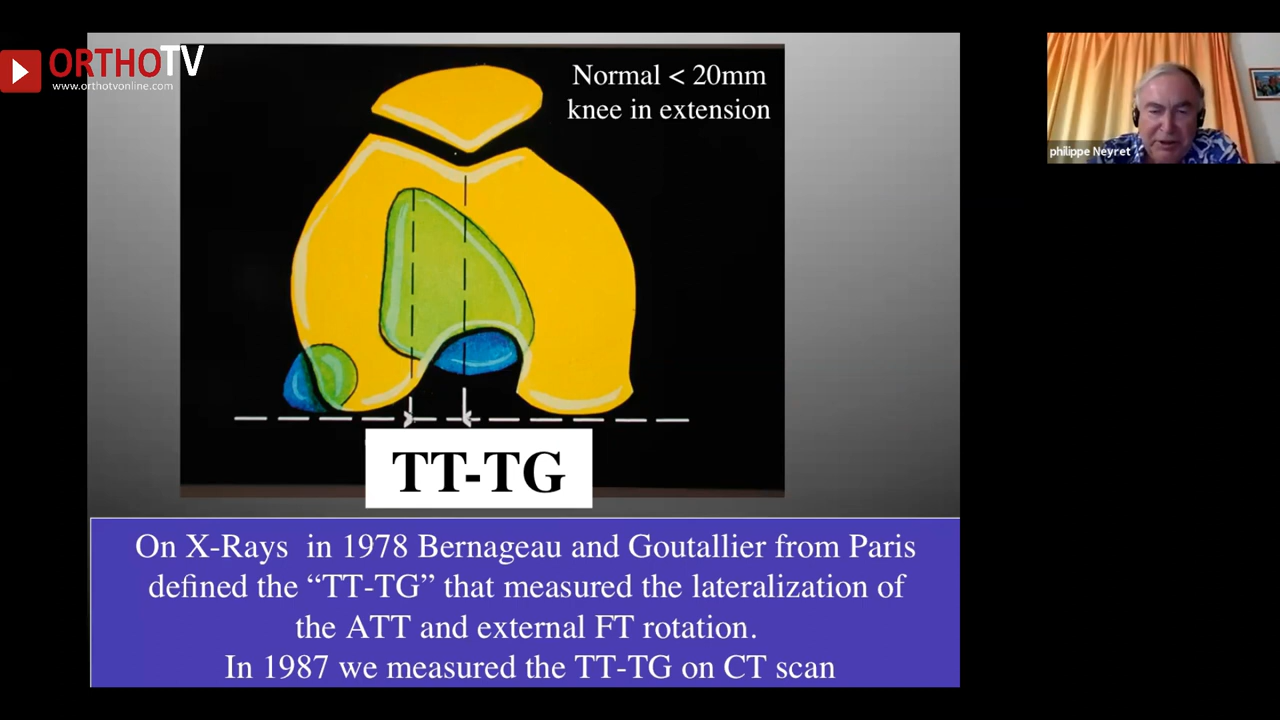 ORTHOTV
www.orthotvonline.com
Normal < 20mm
knee in extension
philippe Neyret
TT-TG
On X-Rays  in 1978 Bernageau and Goutallier from Paris
defined the “TT-TG” that measured the lateralization of
the ATT and external FT rotation.
In 1987 we measured the TT-TG on CT scan